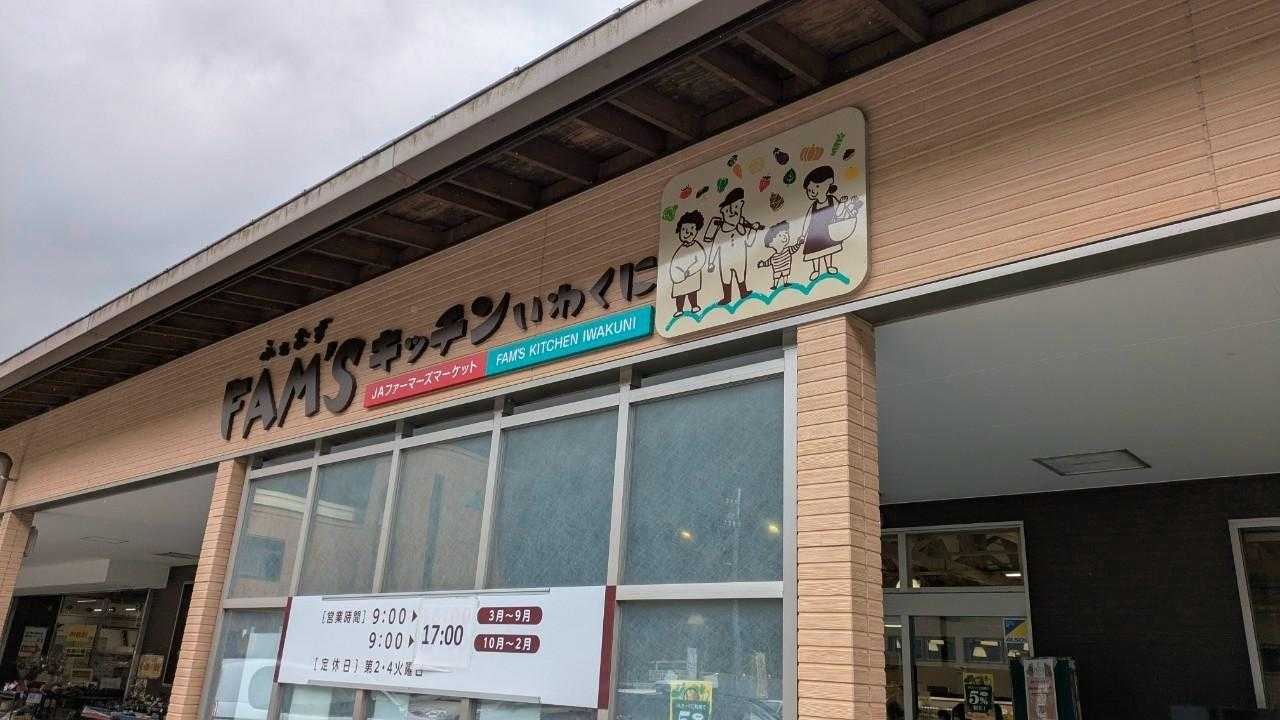 ふぁむず
FAM'S キッチン いわくに
JAファーマーズマーケット FAM'S KITCHEN IWAKUNI
[営業時間] 9:00▶ 3月〜9月
9:00▶ 17:00 10月〜2月
[定休日] 第2・4火曜日
5%
ALSOK